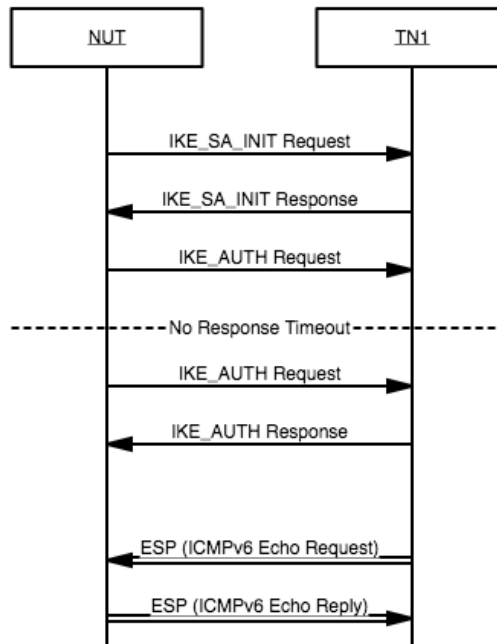 NUT
TN1
IKE_SA_INIT Request
IKE_SA_INIT Response
IKE_AUTH Request
No Response Timeout
IKE_AUTH Request
IKE_AUTH Response
ESP (ICMPv6 Echo Request)
ESP (ICMPv6 Echo Reply)